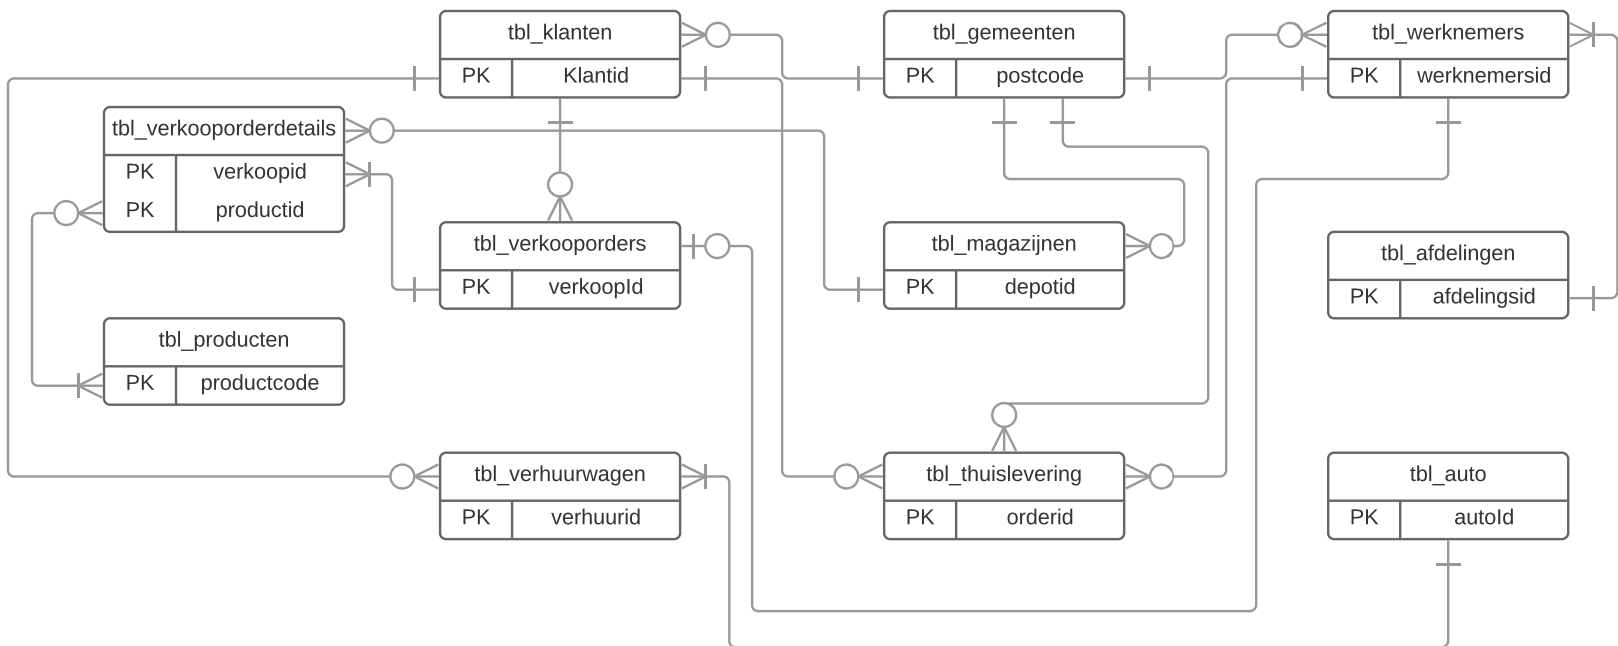 tbl_klanten
PK Klantid
tbl_gemeenten
PK postcode
tbl_werknemers
PK werknemersid
tbl_verkooporderdetails
PK verkoopid
PK productid
tbl_verkooporders
PK verkoopId
tbl_magazijnen
PK depotid
tbl_afdelingen
PK afdelingsid
tbl_producten
PK productcode
tbl_verhuurwagen
PK verhuurid
tbl_thuislevering
PK orderid
tbl_auto
PK autoId